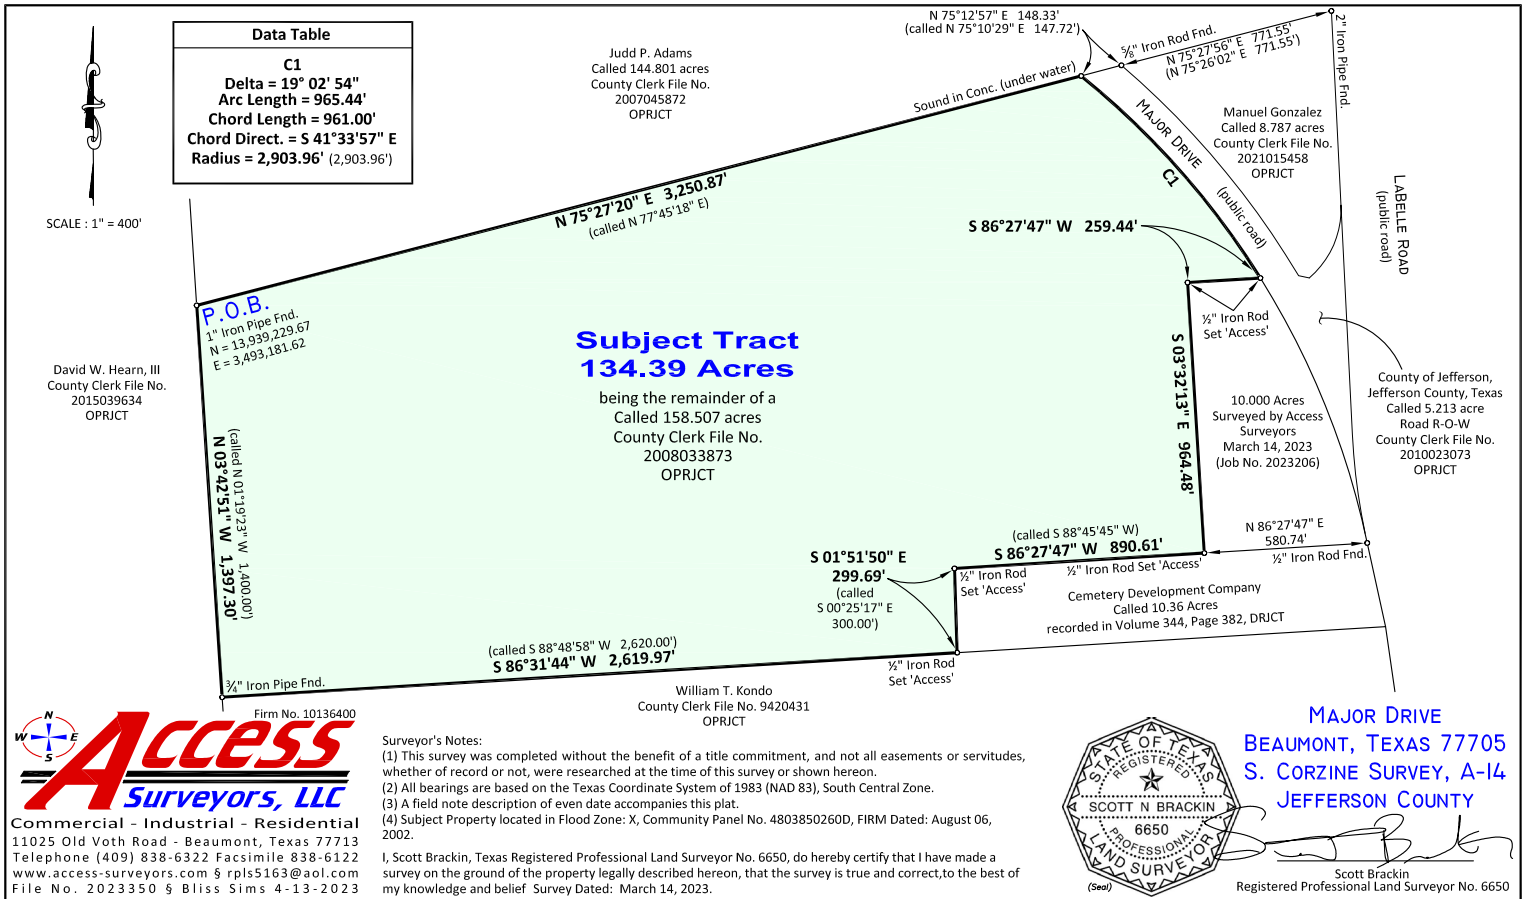 Data Table
C1
Delta = 19° 02' 54"
Arc Length = 965.44'
Chord Length = 961.00'
Chord Direct. = S 41°33'57" E
Radius = 2,903.96' (2,903.96')
SCALE : 1" = 400'
Judd P. Adams
Called 144.801 acres
County Clerk File No.
2007045872
OPRJCT
N 75°12'57" E 148.33'
(called N 75°10'29" E 147.72')
⅝" Iron Rod Fnd.
N 75°27'56" E 771.55'
(N 75°26'02" E 771.55')
2" Iron Pipe Fnd.
Sound in Conc. (under water)
MAJOR DRIVE
(public road)
C1
Manuel Gonzalez
Called 8.787 acres
County Clerk File No.
2021015458
OPRJCT
LABELLE ROAD
(public road)
N 75°27'20" E 3,250.87'
(called N 77°45'18" E)
S 86°27'47" W 259.44'
½" Iron Rod
Set 'Access'
P.O.B.
1" Iron Pipe Fnd.
N = 13,939,229.67
E = 3,493,181.62
Subject Tract
134.39 Acres
being the remainder of a
Called 158.507 acres
County Clerk File No.
2008033873
OPRJCT
S 03°32'13" E 964.48'
David W. Hearn, III
County Clerk File No.
2015039634
OPRJCT
10.000 Acres
Surveyed by Access
Surveyors
March 14, 2023
(Job No. 2023206)
County of Jefferson,
Jefferson County, Texas
Called 5.213 acre
Road R-O-W
County Clerk File No.
2010023073
OPRJCT
(called N 01°19'23" W 1,400.00')
N 03°42'51" W 1,397.30'
(called S 88°45'45" W)
S 86°27'47" W 890.61'
N 86°27'47" E
580.74'
½" Iron Rod Fnd.
½" Iron Rod Set 'Access'
½" Iron Rod
Set 'Access'
S 01°51'50" E
299.69'
(called
S 00°25'17" E
300.00')
Cemetery Development Company
Called 10.36 Acres
recorded in Volume 344, Page 382, DRJCT
(called S 88°48'58" W 2,620.00')
S 86°31'44" W 2,619.97'
½" Iron Rod
Set 'Access'
¾" Iron Pipe Fnd.
William T. Kondo
County Clerk File No. 9420431
OPRJCT
Firm No. 10136400
N
W E
S
Access
Surveyors, LLC
Commercial - Industrial - Residential
11025 Old Voth Road - Beaumont, Texas 77713
Telephone (409) 838-6322 Facsimile 838-6122
www.access-surveyors.com § rpls5163@aol.com
File No. 2023350 § Bliss Sims 4-13-2023
Surveyor's Notes:
(1) This survey was completed without the benefit of a title commitment, and not all easements or servitudes,
whether of record or not, were researched at the time of this survey or shown hereon.
(2) All bearings are based on the Texas Coordinate System of 1983 (NAD 83), South Central Zone.
(3) A field note description of even date accompanies this plat.
(4) Subject Property located in Flood Zone: X, Community Panel No. 4803850260D, FIRM Dated: August 06,
2002.
I, Scott Brackin, Texas Registered Professional Land Surveyor No. 6650, do hereby certify that I have made a
survey on the ground of the property legally described hereon, that the survey is true and correct,to the best of
my knowledge and belief Survey Dated: March 14, 2023.
STATE OF TEXAS
REGISTERED
SCOTT N BRACKIN
6650
PROFESSIONAL
LAND SURVEYOR
(Seal)
MAJOR DRIVE
BEAUMONT, TEXAS 77705
S. CORZINE SURVEY, A-14
JEFFERSON COUNTY
Scott Brackin
Registered Professional Land Surveyor No. 6650